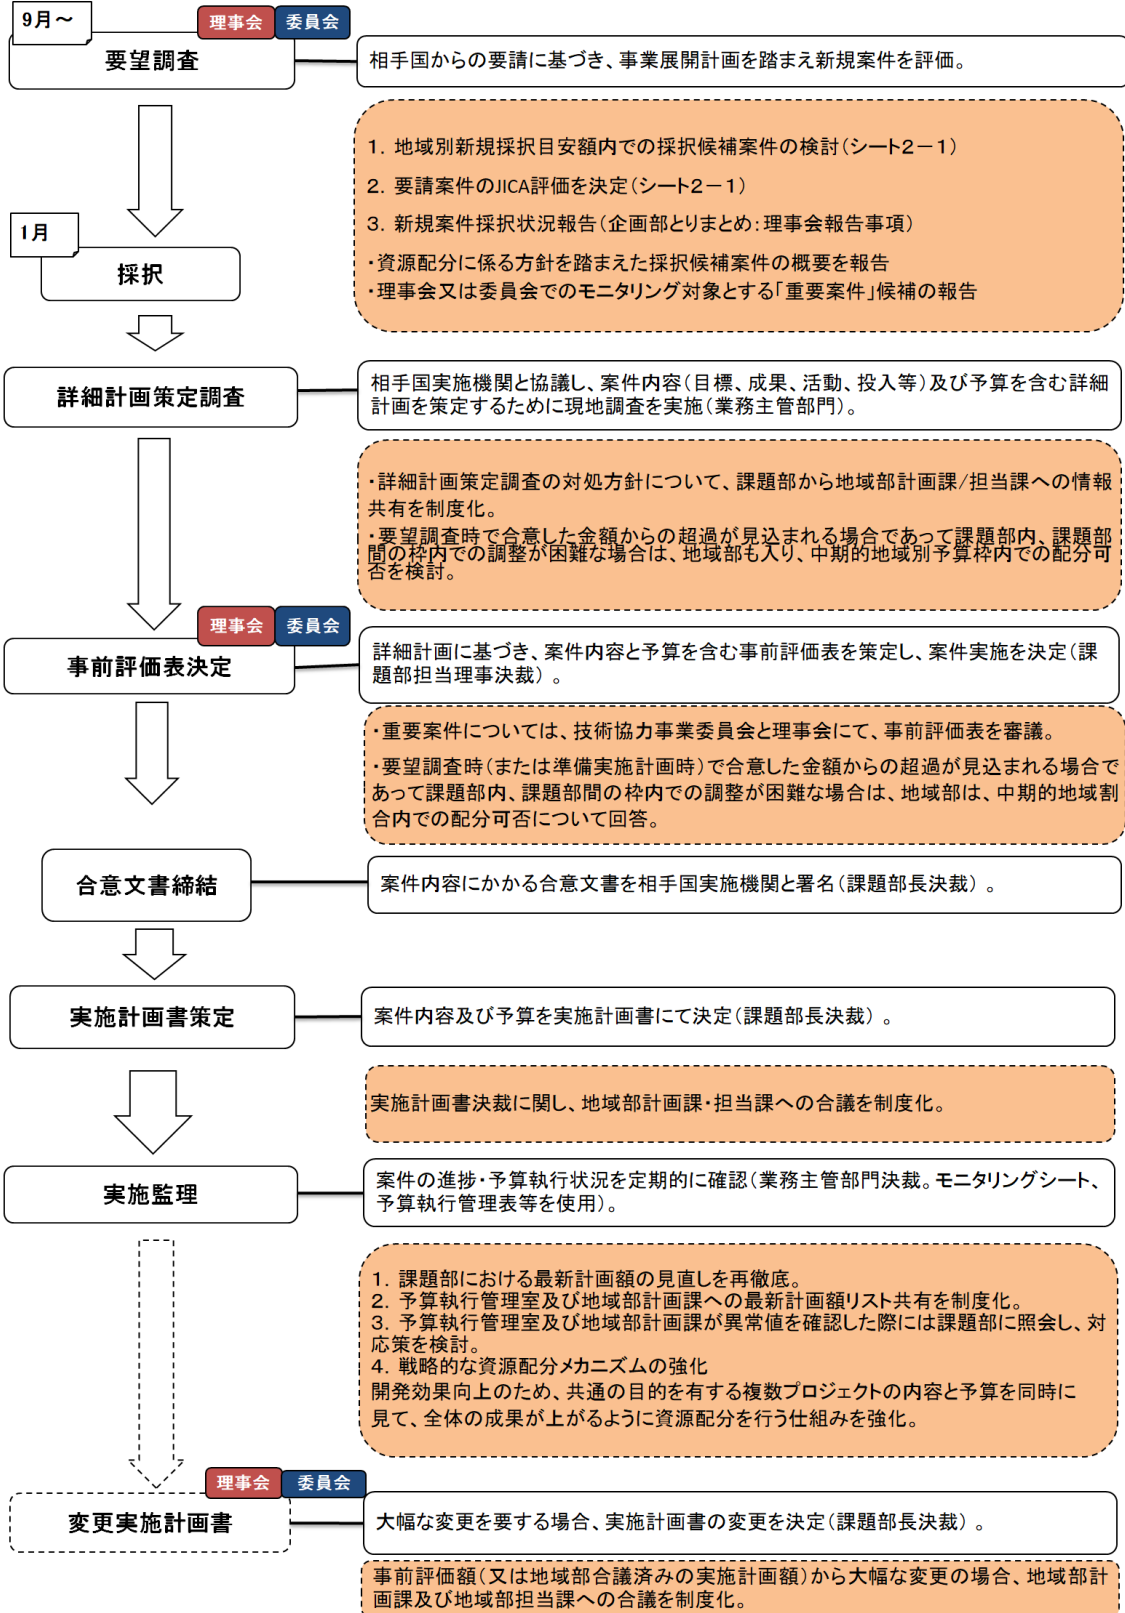 9月～
理事会 委員会
要望調査
相手国からの要請に基づき、事業展開計画を踏まえ新規案件を評価。
1．地域別新規採択目安額内での採択候補案件の検討（シート2－1）
2．要請案件のJICA評価を決定（シート2－1）
3．新規案件採択状況報告（企画部とりまとめ：理事会報告事項）
・資源配分に係る方針を踏まえた採択候補案件の概要を報告
・理事会又は委員会でのモニタリング対象とする「重要案件」候補の報告
1月
採択
詳細計画策定調査
相手国実施機関と協議し、案件内容（目標、成果、活動、投入等）及び予算を含む詳細
計画を策定するために現地調査を実施（業務主管部門）。
・詳細計画策定調査の対処方針について、課題部から地域部計画課/担当課への情報
共有を制度化。
・要望調査時で合意した金額からの超過が見込まれる場合であって課題部内、課題部
間の枠内での調整が困難な場合は、地域部も入り、中期的地域別予算枠内での配分可
否を検討。
理事会 委員会
事前評価表決定
詳細計画に基づき、案件内容と予算を含む事前評価表を策定し、案件実施を決定（課
題部担当理事決裁）。
・重要案件については、技術協力事業委員会と理事会にて、事前評価表を審議。
・要望調査時（または準備実施計画時）で合意した金額からの超過が見込まれる場合で
あって課題部内、課題部間の枠内での調整が困難な場合は、地域部は、中期的地域割
合内での配分可否について回答。
合意文書締結
案件内容にかかる合意文書を相手国実施機関と署名（課題部長決裁）。
実施計画書策定
案件内容及び予算を実施計画書にて決定（課題部長決裁）。
実施計画書決裁に関し、地域部計画課・担当課への合議を制度化。
実施監理
案件の進捗・予算執行状況を定期的に確認（業務主管部門決裁。モニタリングシート、
予算執行管理表等を使用）。
1．課題部における最新計画額の見直しを再徹底。
2．予算執行管理室及び地域部計画課への最新計画額リスト共有を制度化。
3．予算執行管理室及び地域部計画課が異常値を確認した際には課題部に照会し、対
応策を検討。
4．戦略的な資源配分メカニズムの強化
開発効果向上のため、共通の目的を有する複数プロジェクトの内容と予算を同時に
見て、全体の成果が上がるように資源配分を行う仕組みを強化。
理事会 委員会
変更実施計画書
大幅な変更を要する場合、実施計画書の変更を決定（課題部長決裁）。
事前評価額（又は地域部合議済みの実施計画額）から大幅な変更の場合、地域部計
画課及び地域部担当課への合議を制度化。